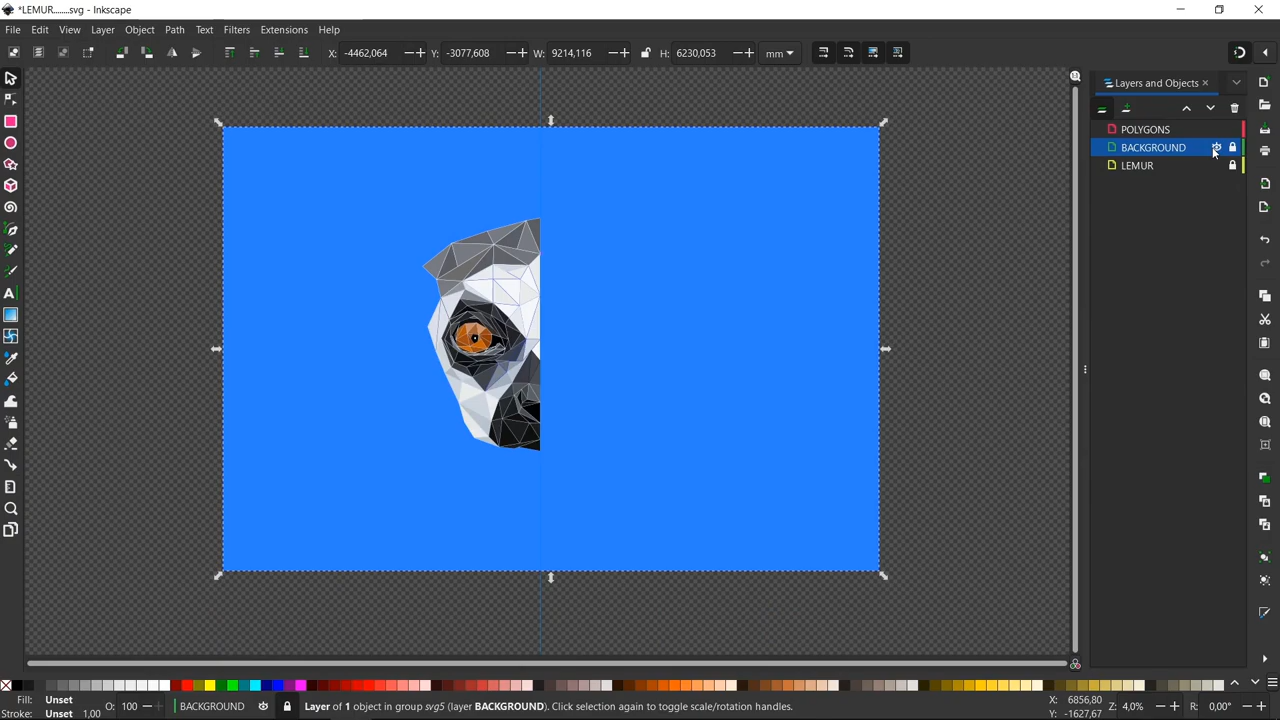 *LEMUR........svg - Inkscape
File Edit View Layer Object Path Text Filters Extensions Help
X: -4462,064 Y: -3077,608 W: 9214,116 H: 6230,053 mm
Layers and Objects
POLYGONS
BACKGROUND
LEMUR
Fill: Unset
Stroke: Unset 1,00
O: 100
BACKGROUND
Layer of 1 object in group svg5 (layer BACKGROUND). Click selection again to toggle scale/rotation handles.
X: 6856,80
Y: -1627,67
Z: 4,0%
R: 0,00°